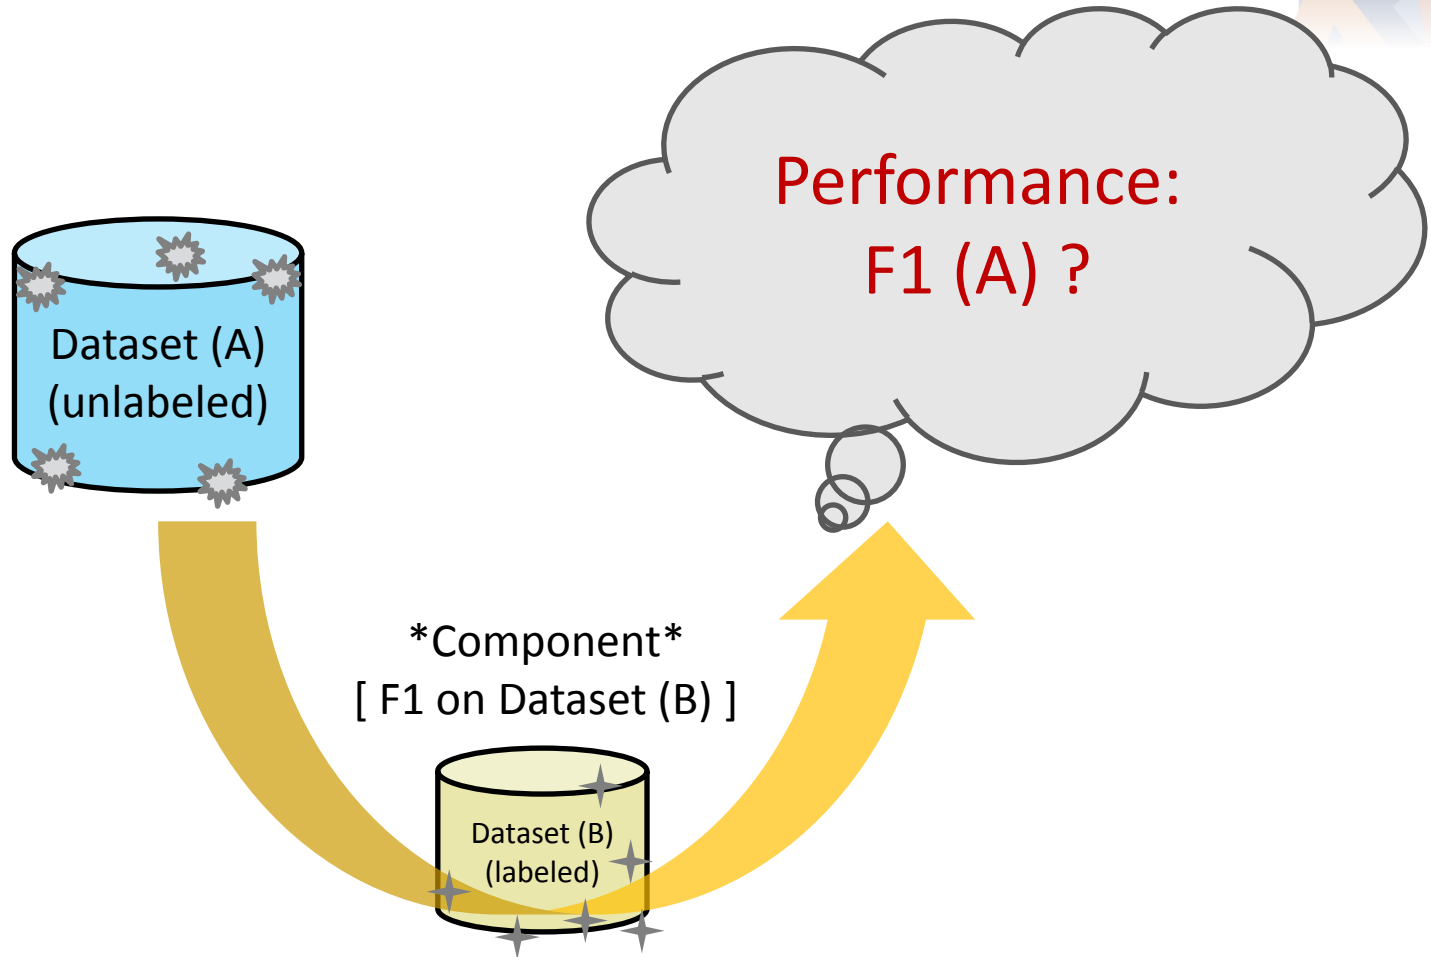 Performance:
F1 (A) ?
Dataset (A)
(unlabeled)
*Component*
[ F1 on Dataset (B) ]
Dataset (B)
(labeled)